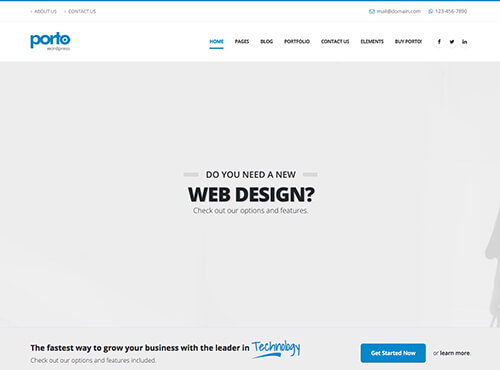 ABOUT US CONTACT US mail@domain.com 123-456-7890
porto
wordpress
HOME PAGES BLOG PORTFOLIO CONTACT US ELEMENTS BUY PORTO!
DO YOU NEED A NEW
WEB DESIGN?
Check out our options and features.
The fastest way to grow your business with the leader in Technology
Check out our options and features included.
Get Started Now or learn more.